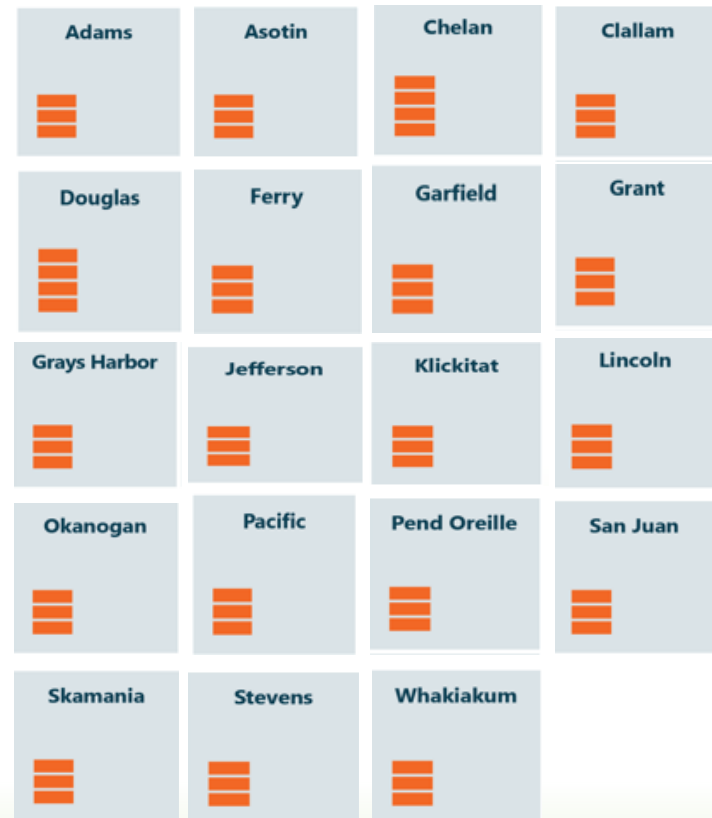 Adams
Asotin
Chelan
Clallam
Douglas
Ferry
Garfield
Grant
Grays Harbor
Jefferson
Klickitat
Lincoln
Okanogan
Pacific
Pend Oreille
San Juan
Skamania
Stevens
Whakiakum